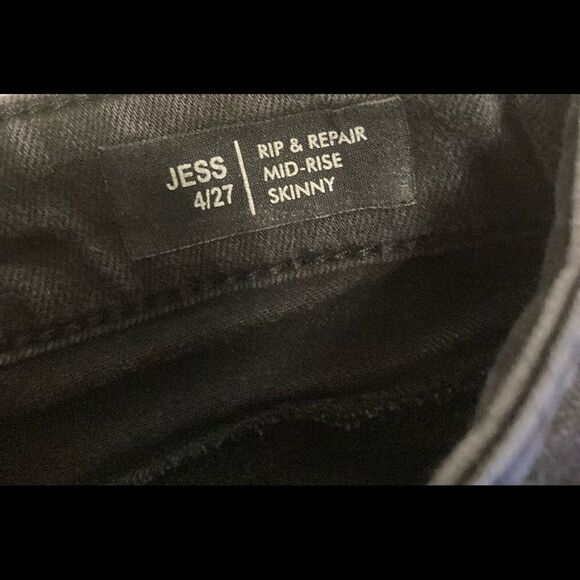 JESS
4/27
RIP & REPAIR
MID-RISE
SKINNY